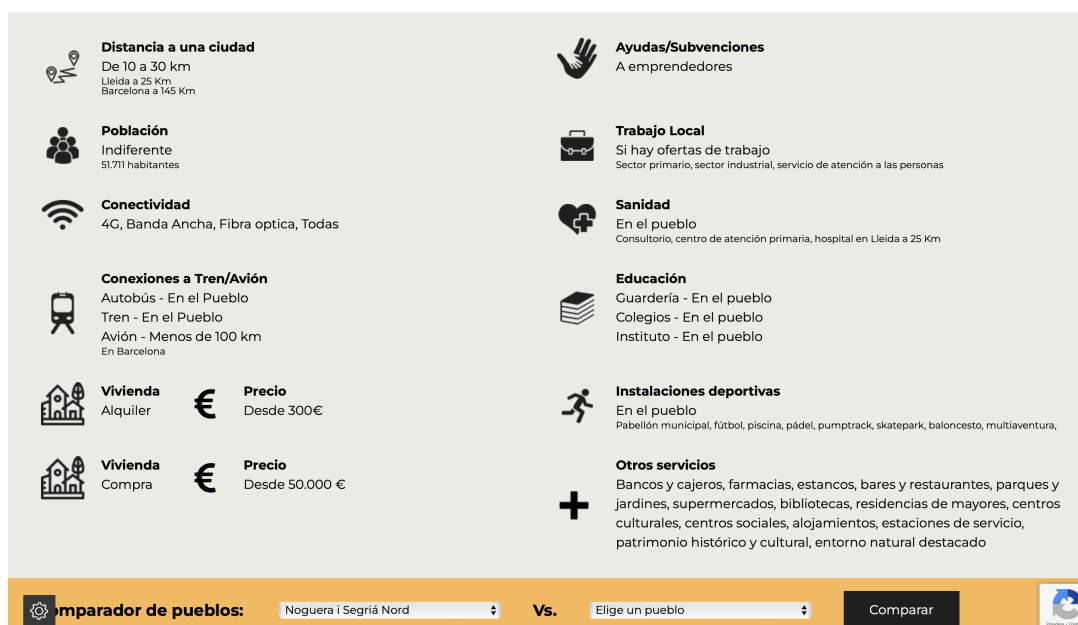 Distancia a una ciudad
De 10 a 30 km
Lleida a 25 Km
Barcelona a 145 Km
Población
Indiferente
51.711 habitantes
Conectividad
4G, Banda Ancha, Fibra optica, Todas
Conexiones a Tren/Avión
Autobús - En el Pueblo
Tren - En el Pueblo
Avión - Menos de 100 km
En Barcelona
Vivienda
Alquiler
€
Precio
Desde 300€
Vivienda
Compra
€
Precio
Desde 50.000 €
Ayudas/Subvenciones
A emprendedores
Trabajo Local
Si hay ofertas de trabajo
Sector primario, sector industrial, servicio de atención a las personas
Sanidad
En el pueblo
Consultorio, centro de atención primaria, hospital en Lleida a 25 Km
Educación
Guardería - En el pueblo
Colegios - En el pueblo
Instituto - En el pueblo
Instalaciones deportivas
En el pueblo
Pabellón municipal, fútbol, piscina, pádel, pumptrack, skatepark, baloncesto, multiaventura,
Otros servicios
Bancos y cajeros, farmacias, estancos, bares y restaurantes, parques y
jardines, supermercados, bibliotecas, residencias de mayores, centros
culturales, centros sociales, alojamientos, estaciones de servicio,
patrimonio histórico y cultural, entorno natural destacado
omparador de pueblos:
Noguera i Segriá Nord
Vs.
Elige un pueblo
Comparar